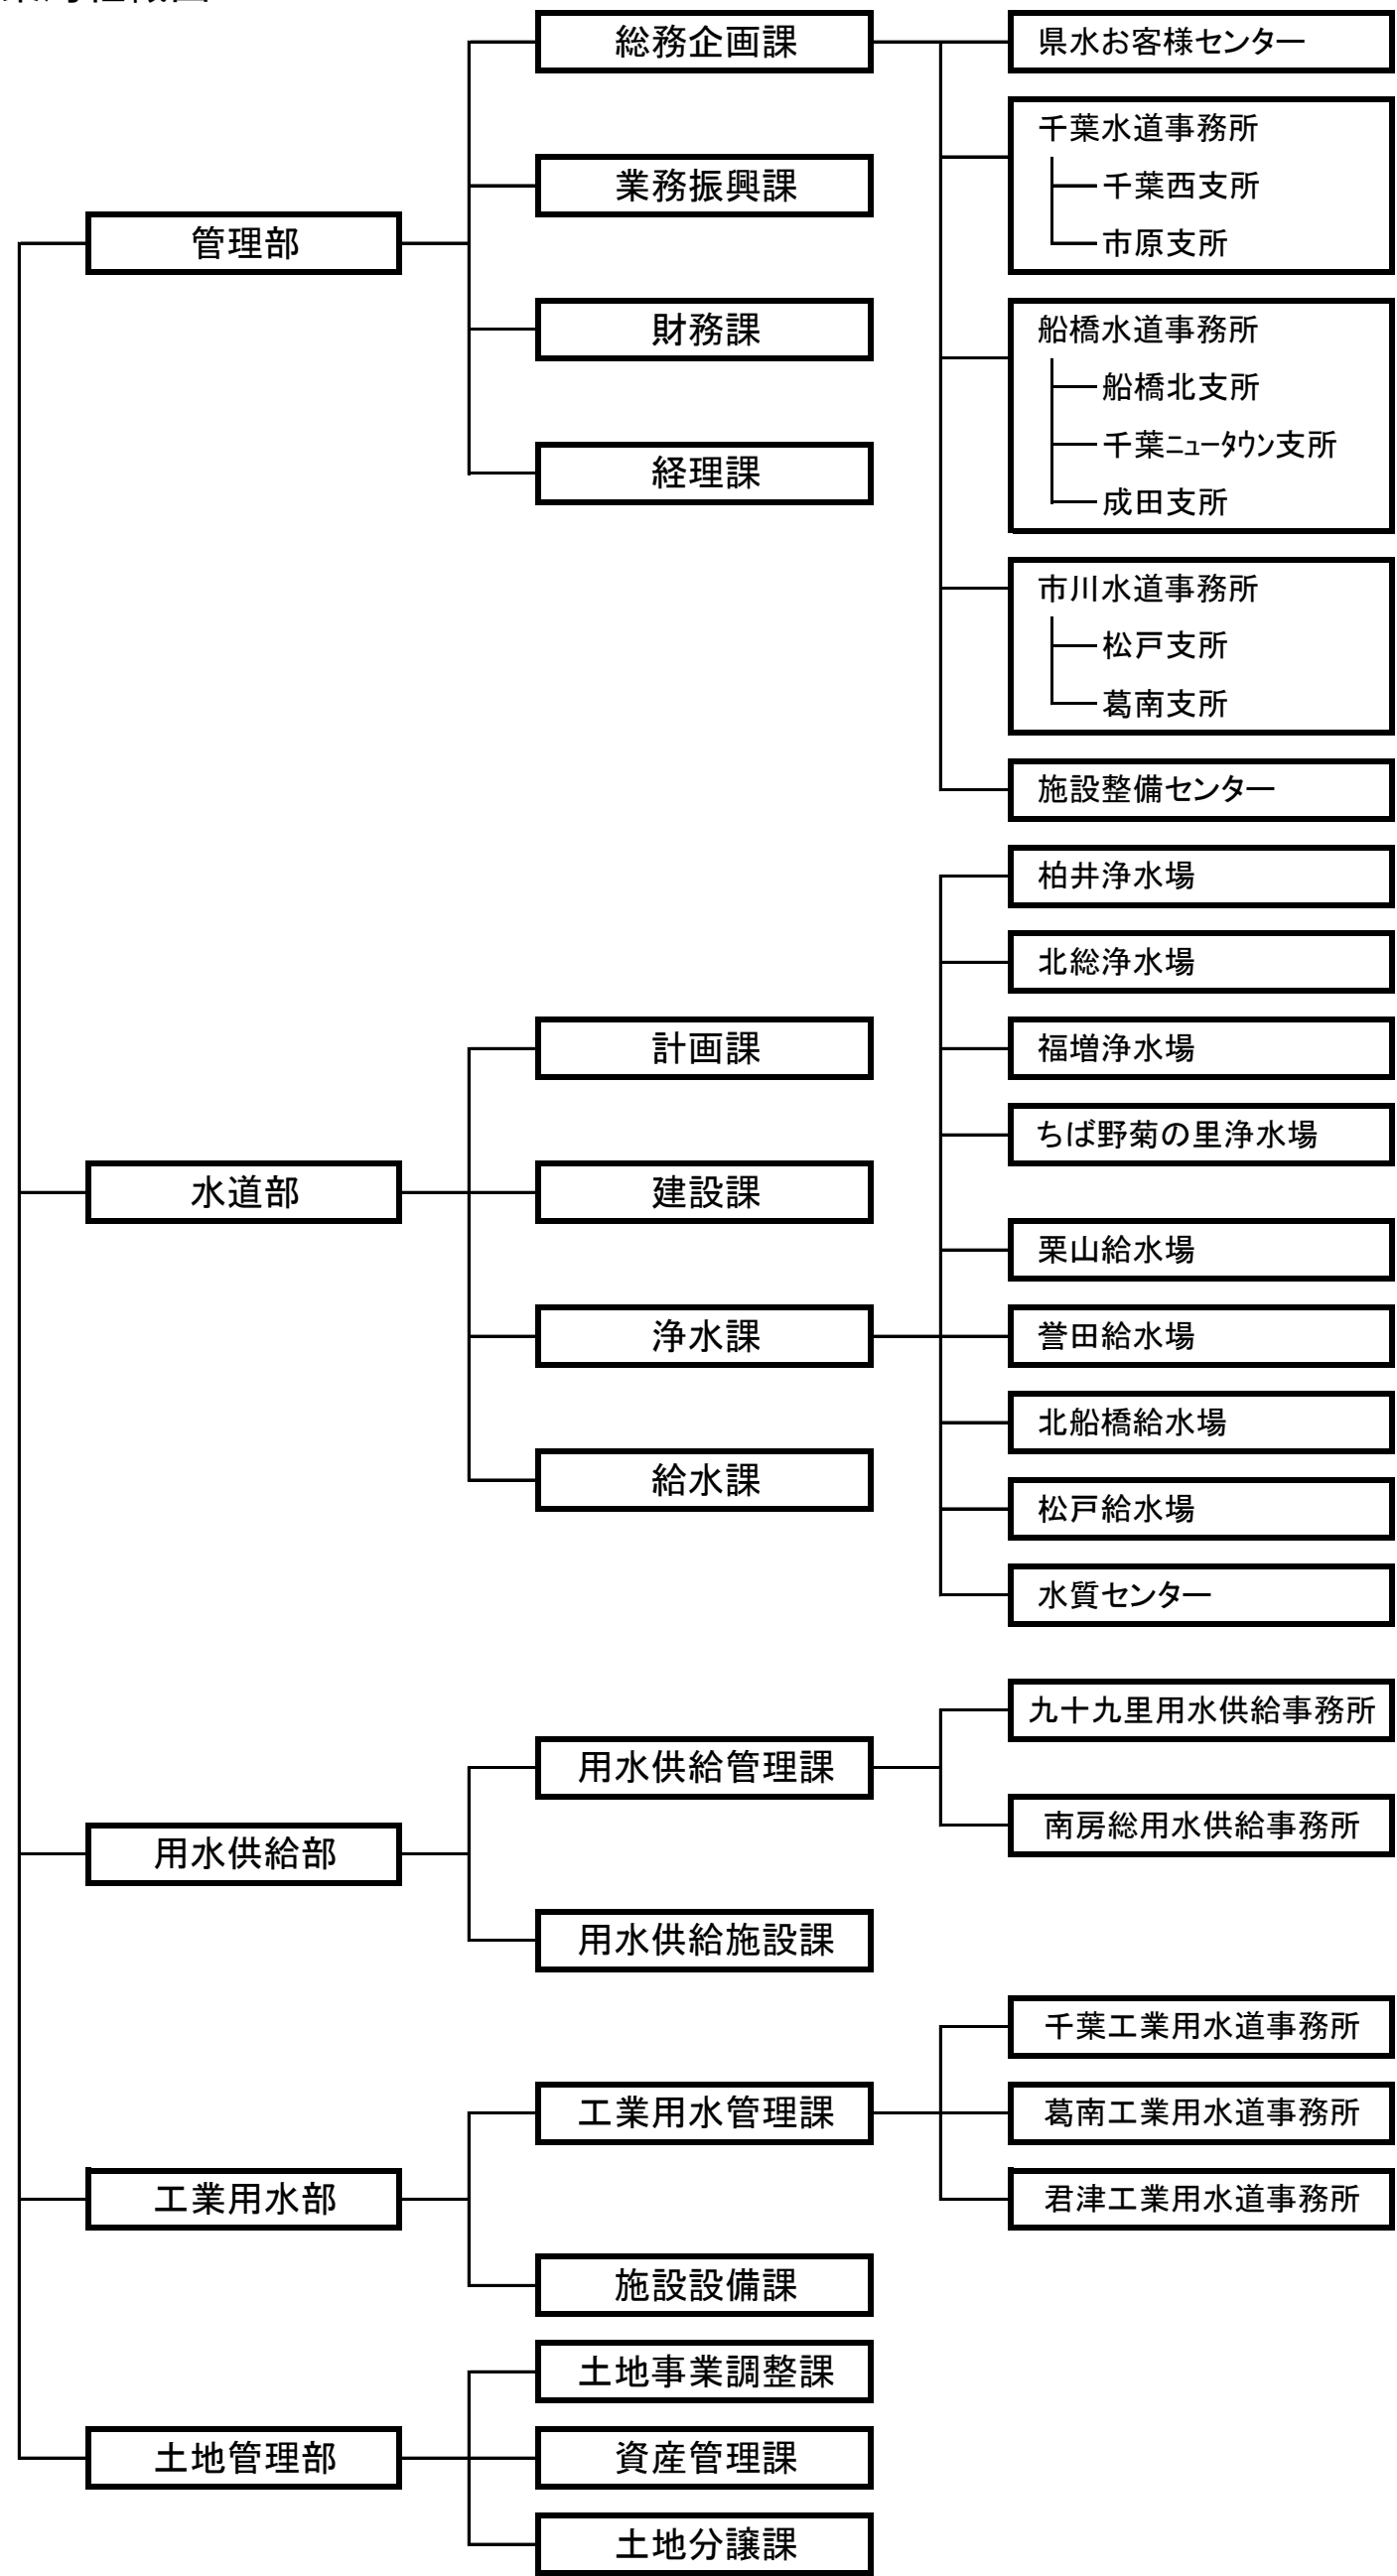 総務企画課
県水お客様センター
千葉水道事務所
業務振興課
千葉西支所
管理部
市原支所
財務課
船橋水道事務所
船橋北支所
千葉ニュータウン支所
経理課
成田支所
市川水道事務所
松戸支所
葛南支所
施設整備センター
柏井浄水場
北総浄水場
計画課
福増浄水場
ちば野菊の里浄水場
水道部
建設課
栗山給水場
浄水課
誉田給水場
北船橋給水場
給水課
松戸給水場
水質センター
九十九里用水供給事務所
用水供給管理課
南房総用水供給事務所
用水供給部
用水供給施設課
千葉工業用水道事務所
工業用水管理課
葛南工業用水道事務所
工業用水部
君津工業用水道事務所
施設設備課
土地事業調整課
土地管理部
資産管理課
土地分譲課